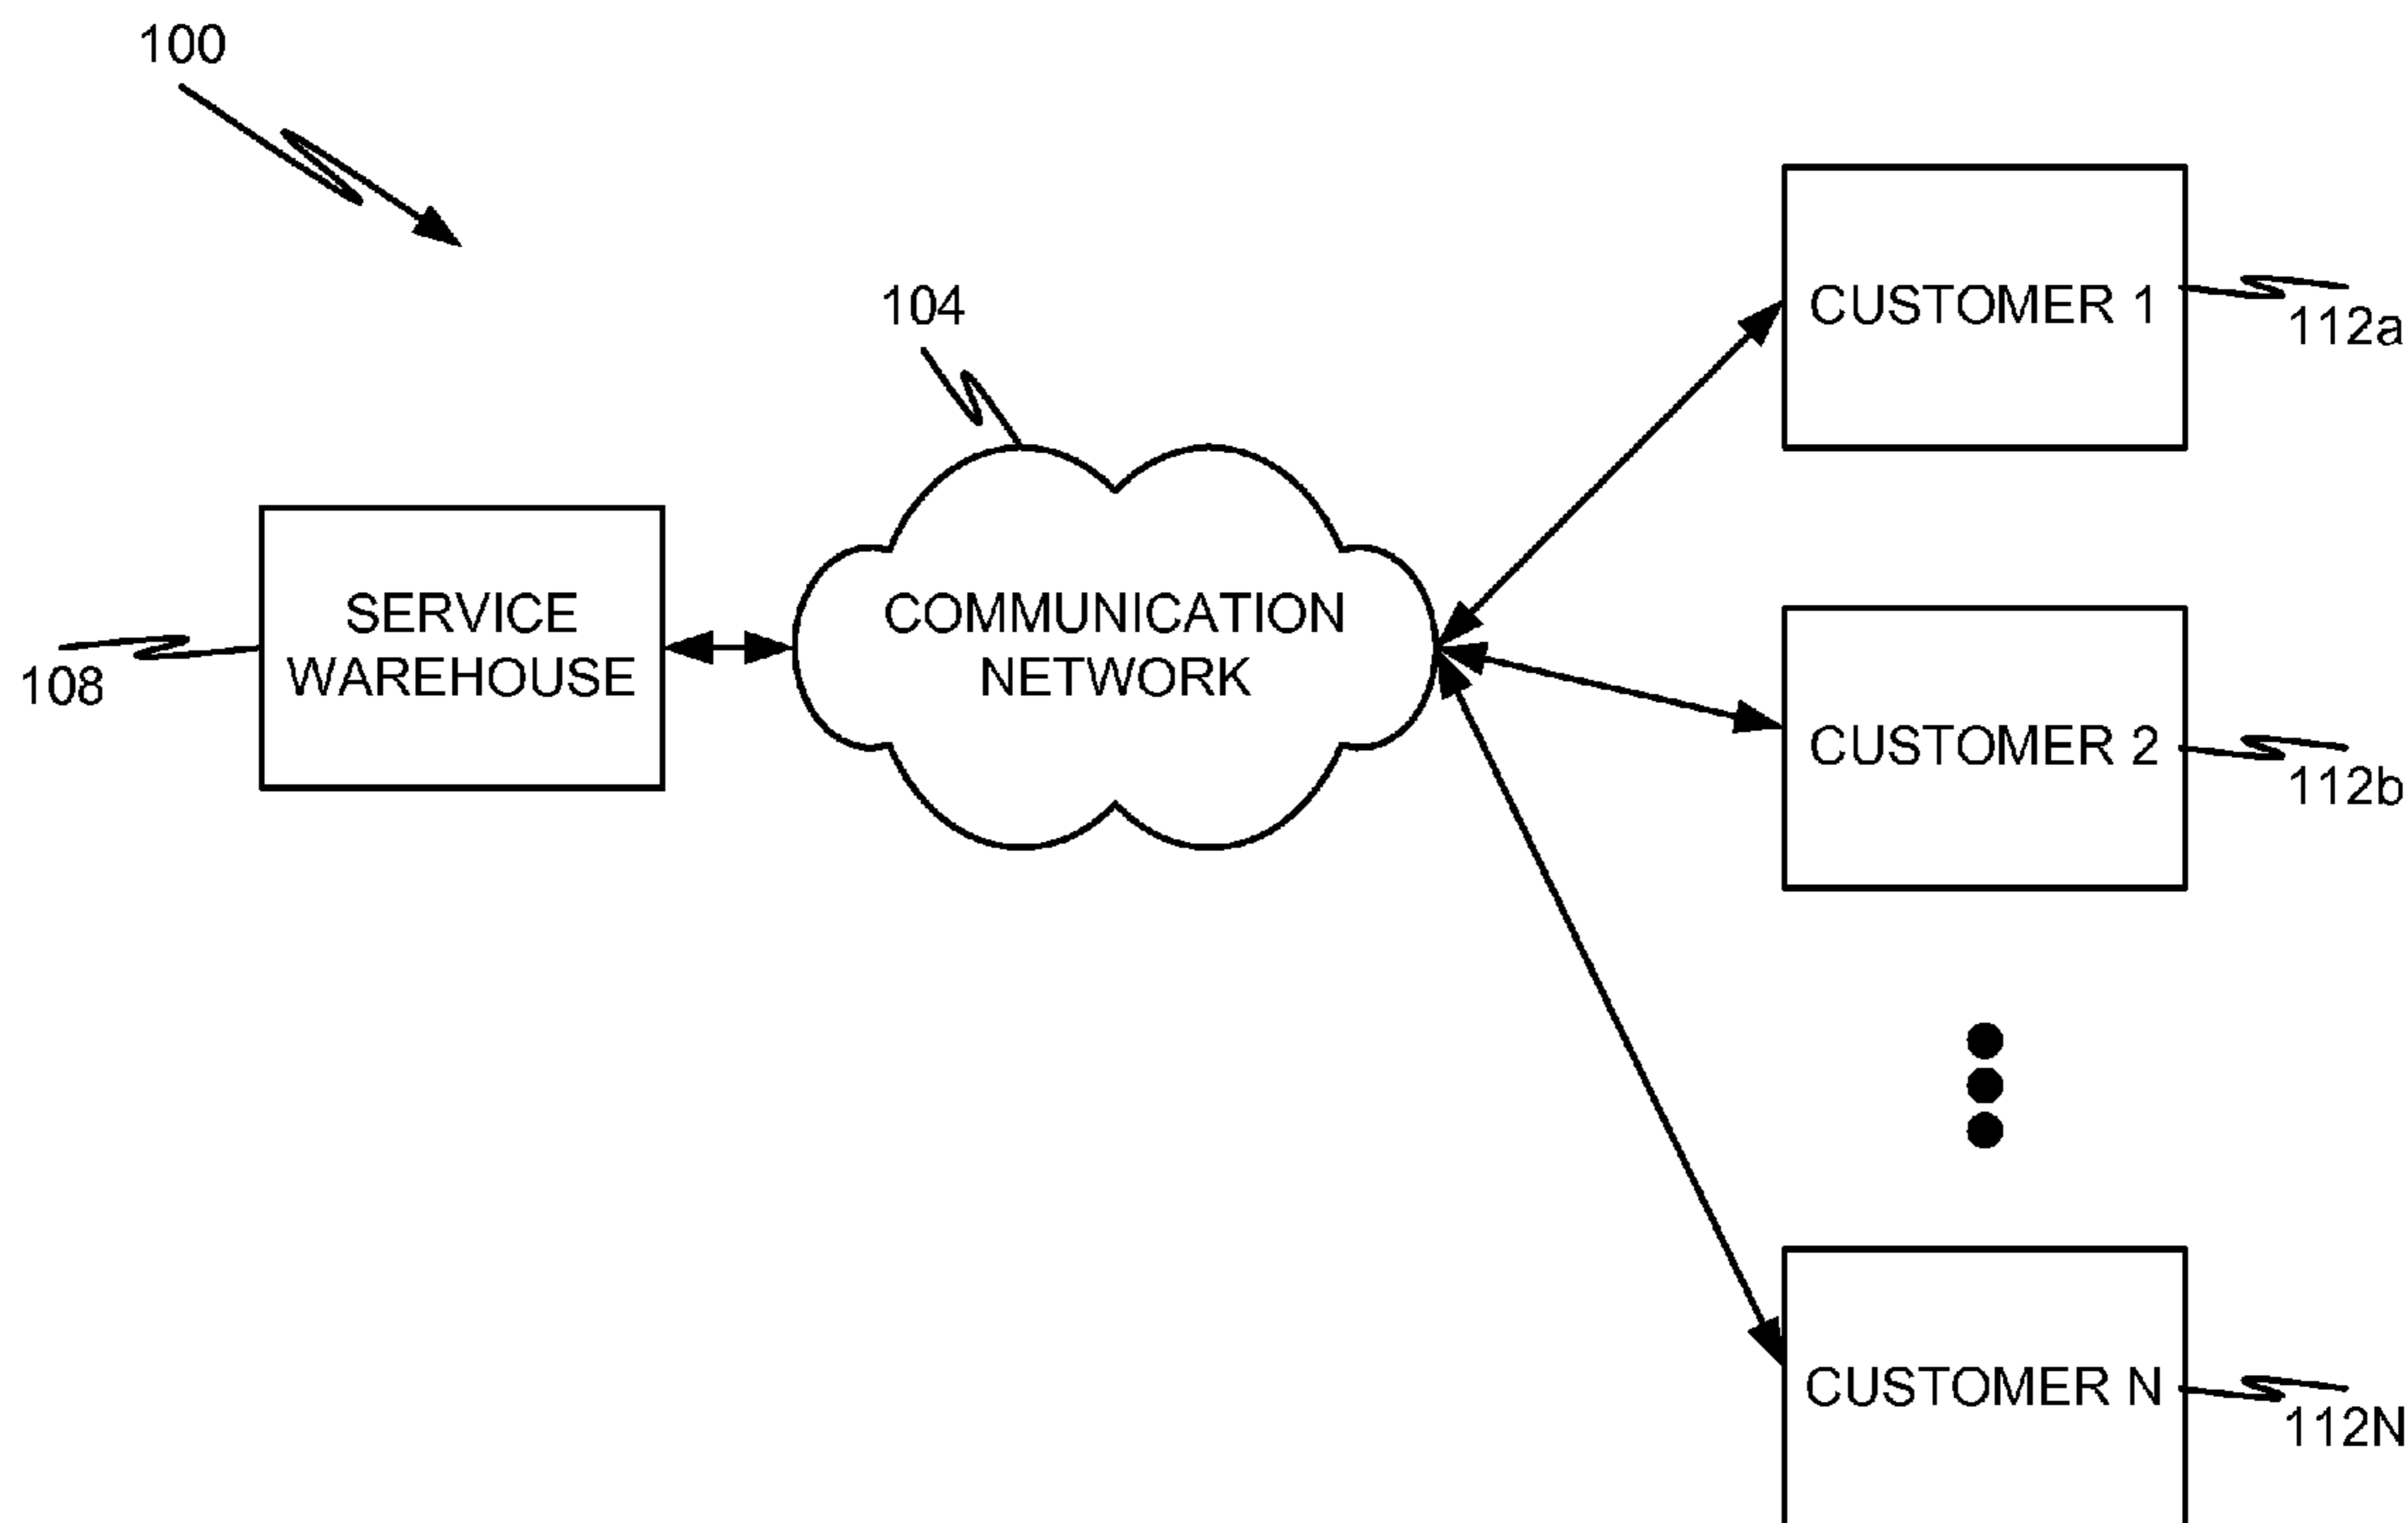 100
104
CUSTOMER 1
112a
SERVICE
WAREHOUSE
108
COMMUNICATION
NETWORK
CUSTOMER 2
112b
CUSTOMER N
112N